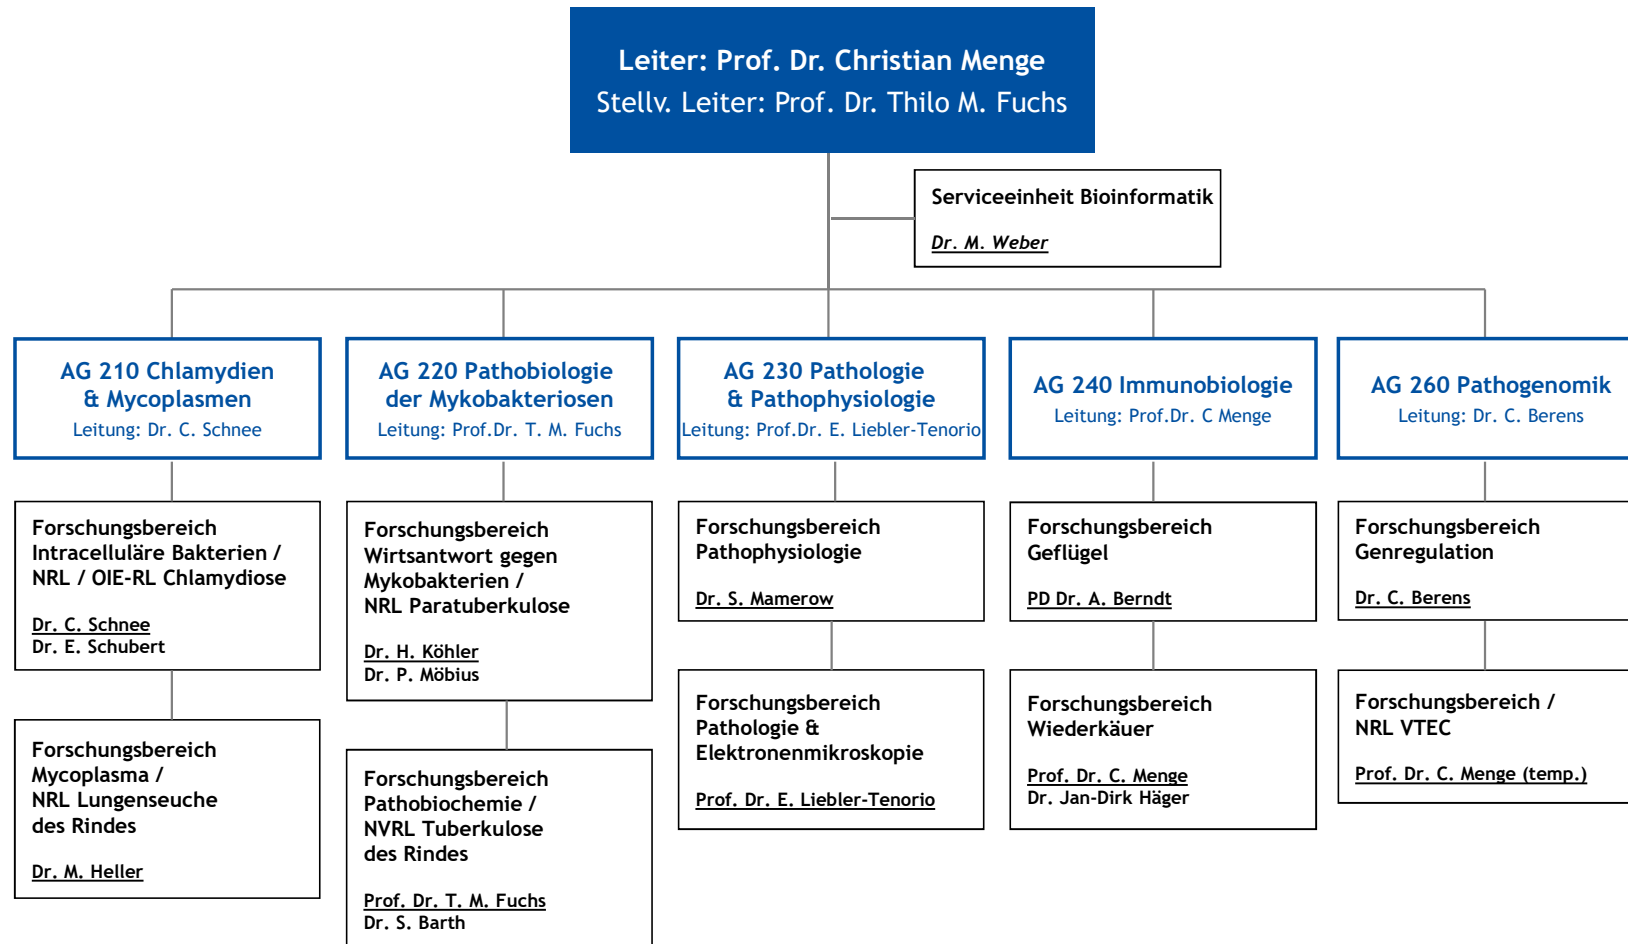 Leiter: Prof. Dr. Christian Menge
Stellv. Leiter: Prof. Dr. Thilo M. Fuchs
Serviceeinheit Bioinformatik
Dr. M. Weber
AG 210 Chlamydien
& Mycoplasmen
Leitung: Dr. C. Schnee
AG 220 Pathobiologie
der Mykobakteriosen
Leitung: Prof.Dr. T. M. Fuchs
AG 230 Pathologie
& Pathophysiologie
Leitung: Prof.Dr. E. Liebler-Tenorio
AG 240 Immunobiologie
Leitung: Prof.Dr. C Menge
AG 260 Pathogenomik
Leitung: Dr. C. Berens
Forschungsbereich
Intracelluläre Bakterien /
NRL / OIE-RL Chlamydiose
Dr. C. Schnee
Dr. E. Schubert
Forschungsbereich
Wirtsantwort gegen
Mykobakterien /
NRL Paratuberkulose
Dr. H. Köhler
Dr. P. Möbius
Forschungsbereich
Pathophysiologie
Dr. S. Mamerow
Forschungsbereich
Geflügel
PD Dr. A. Berndt
Forschungsbereich
Genregulation
Dr. C. Berens
Forschungsbereich
Mycoplasma /
NRL Lungenseuche
des Rindes
Dr. M. Heller
Forschungsbereich
Pathobiochemie /
NVRL Tuberkulose
des Rindes
Prof. Dr. T. M. Fuchs
Dr. S. Barth
Forschungsbereich
Pathologie &
Elektronenmikroskopie
Prof. Dr. E. Liebler-Tenorio
Forschungsbereich
Wiederkäuer
Prof. Dr. C. Menge
Dr. Jan-Dirk Häger
Forschungsbereich /
NRL VTEC
Prof. Dr. C. Menge (temp.)